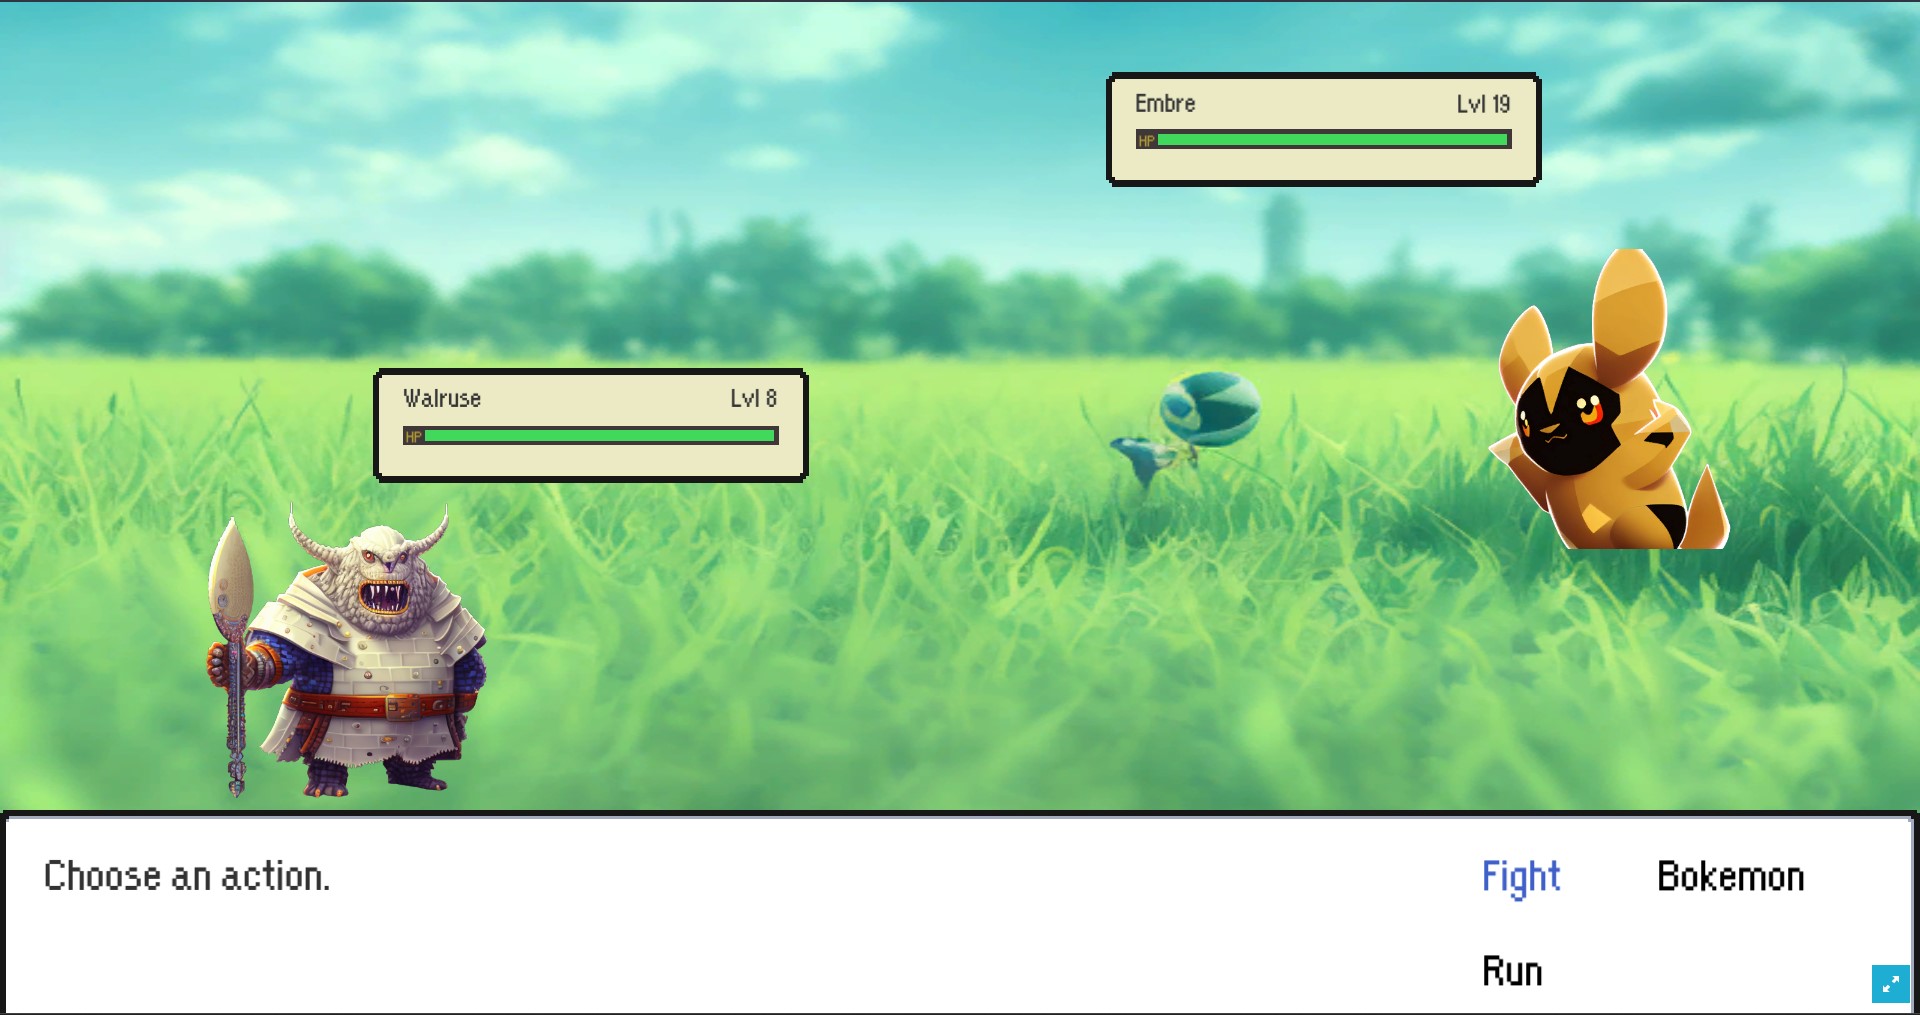 Embre Lvl 19
HP
Walruse Lvl 8
HP
Choose an action.
Fight Bokemon
Run